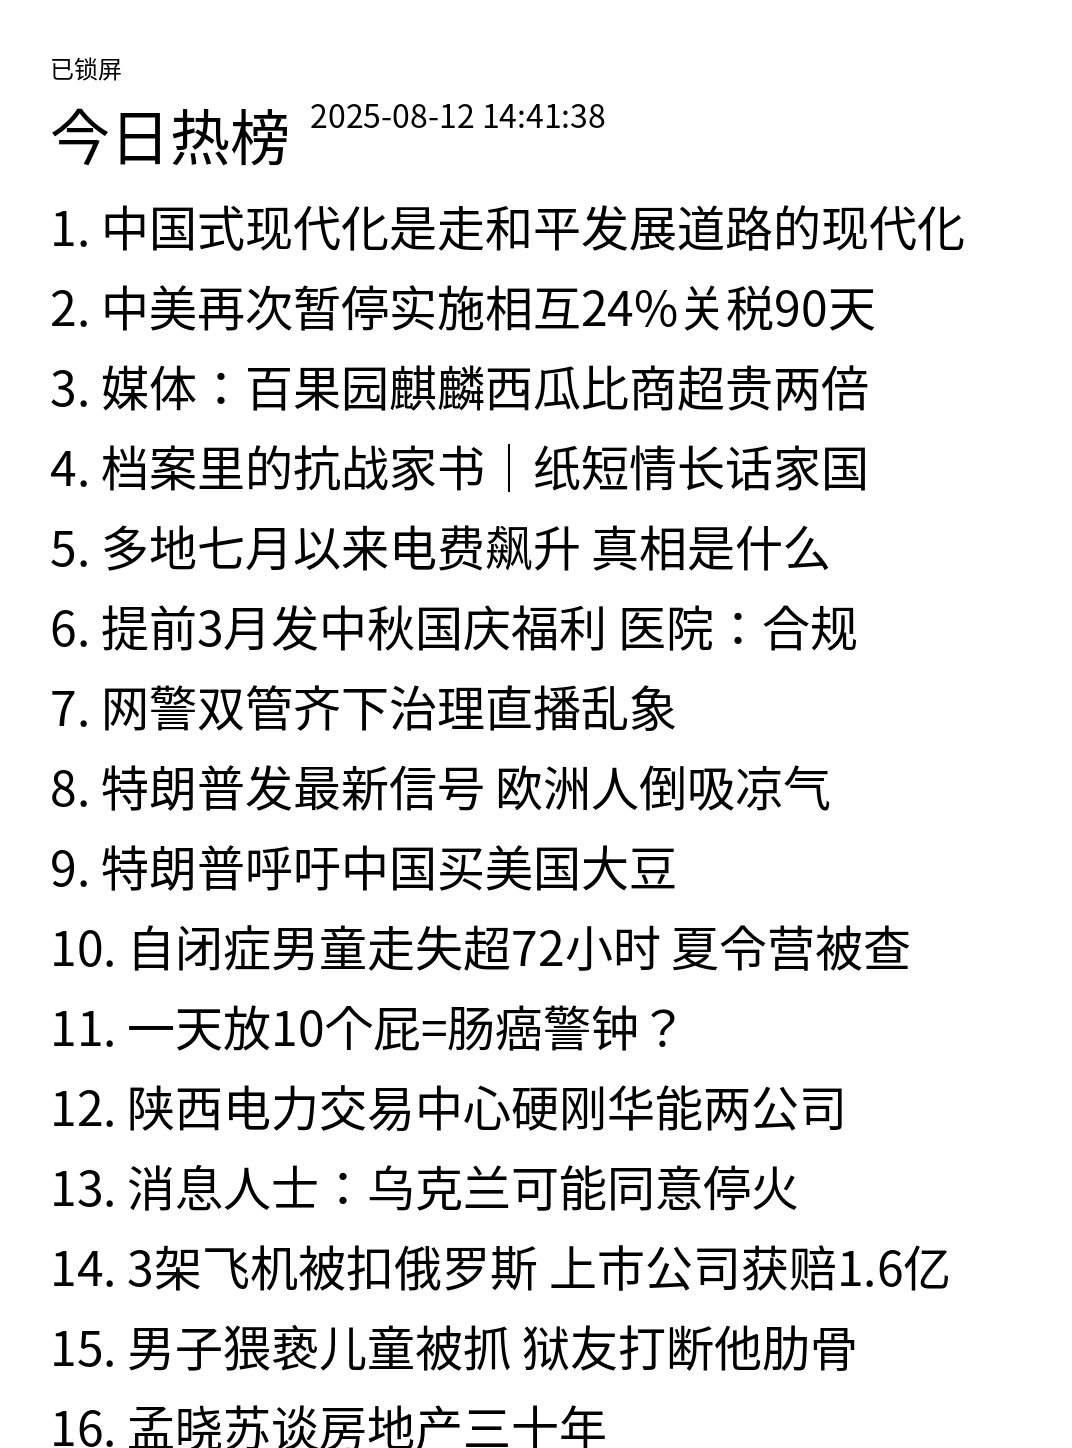 已锁屏
今日热榜 2025-08-12 14:41:38
1. 中国式现代化是走和平发展道路的现代化
2. 中美再次暂停实施相互24%关税90天
3. 媒体：百果园麒麟西瓜比商超贵两倍
4. 档案里的抗战家书｜纸短情长话家国
5. 多地七月以来电费飙升 真相是什么
6. 提前3月发中秋国庆福利 医院：合规
7. 网警双管齐下治理直播乱象
8. 特朗普发最新信号 欧洲人倒吸凉气
9. 特朗普呼吁中国买美国大豆
10. 自闭症男童走失超72小时 夏令营被查
11. 一天放10个屁=肠癌警钟？
12. 陕西电力交易中心硬刚华能两公司
13. 消息人士：乌克兰可能同意停火
14. 3架飞机被扣俄罗斯 上市公司获赔1.6亿
15. 男子猥亵儿童被抓 狱友打断他肋骨
16. 孟晓苏谈房地产三十年